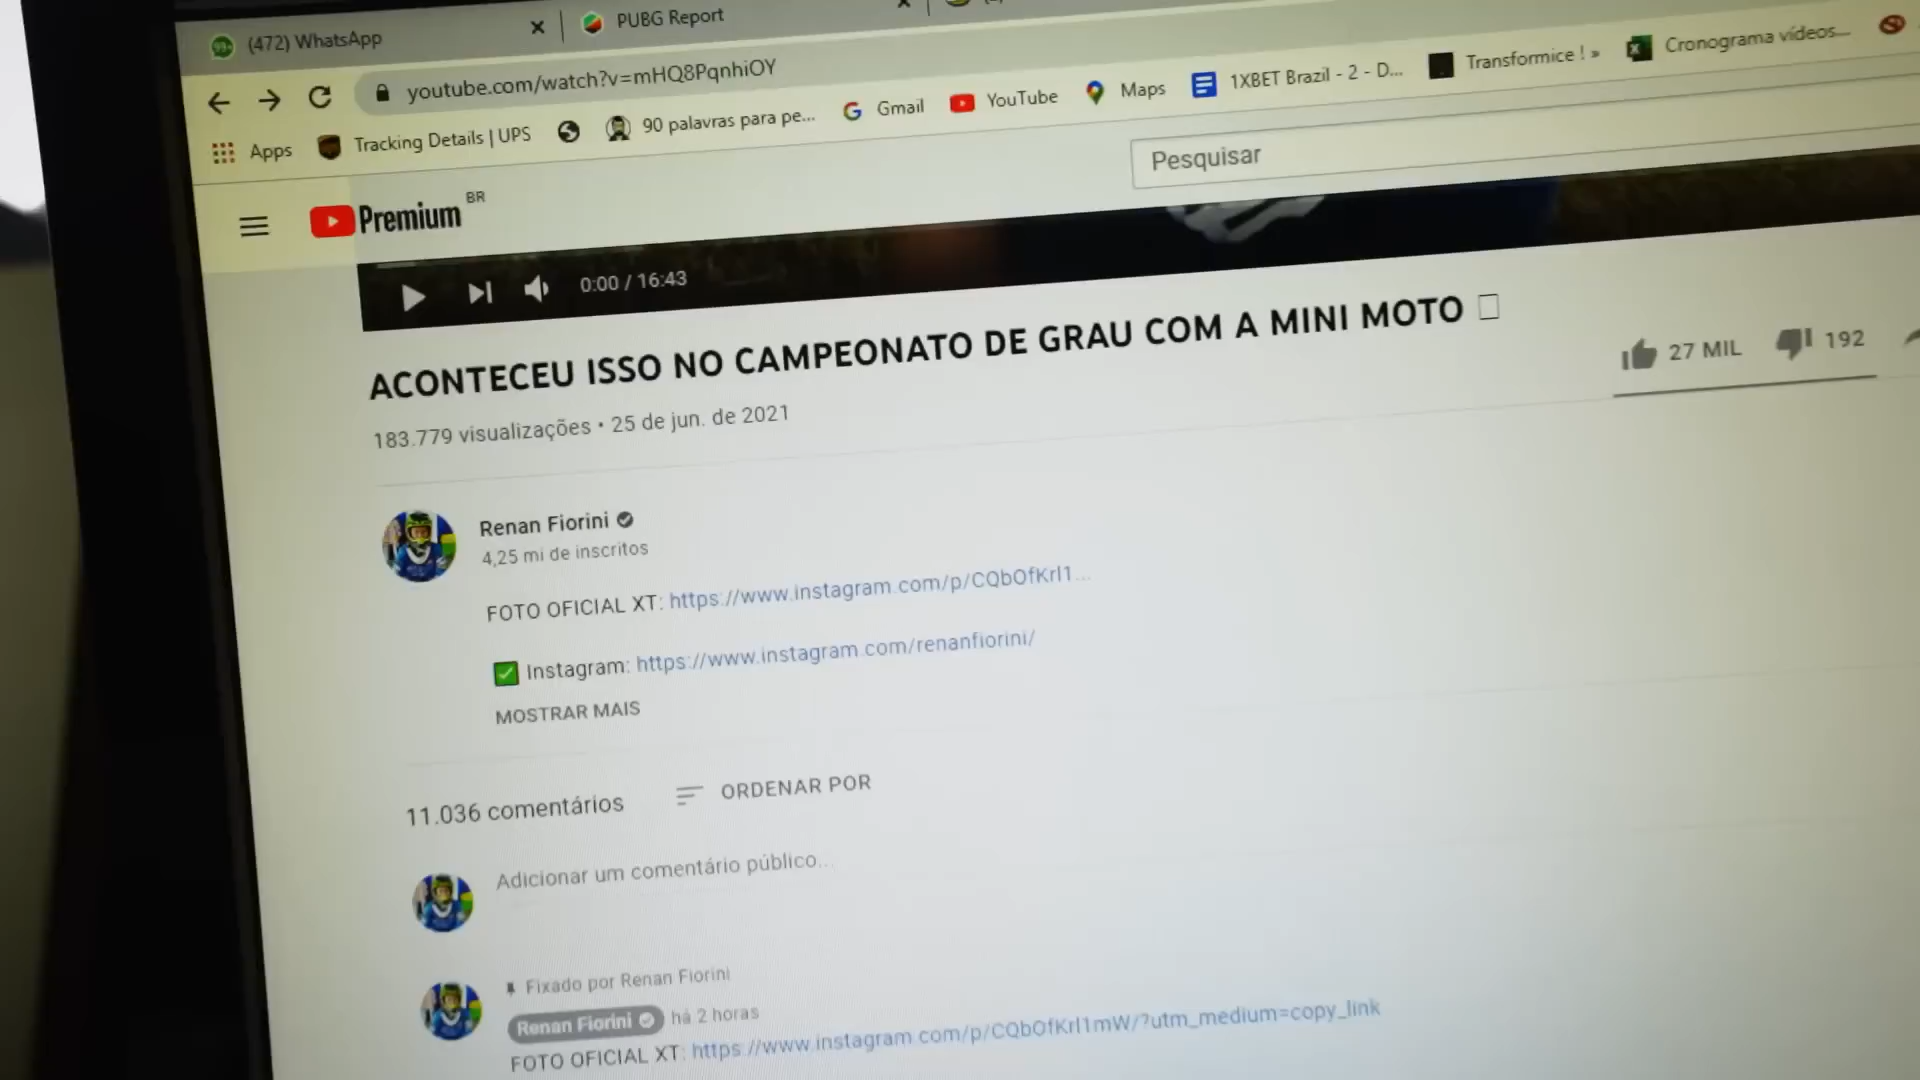 (472) WhatsApp
PUBG Report
youtube.com/watch?v=mHQ8PqnhiOY
Apps
Tracking Details | UPS
90 palavras para pe...
Gmail
YouTube
Maps
1XBET Brazil - 2 - D...
Transformice ! »
Cronograma vídeos...
Premium BR
Pesquisar
0:00 / 16:43
ACONTECEU ISSO NO CAMPEONATO DE GRAU COM A MINI MOTO
183.779 visualizações • 25 de jun. de 2021
27 MIL
192
Renan Fiorini
4,25 mi de inscritos
FOTO OFICIAL XT: https://www.instagram.com/p/CQbOfKrl1...
Instagram: https://www.instagram.com/renanfiorini/
MOSTRAR MAIS
11.036 comentários
ORDENAR POR
Adicionar um comentário público...
Fixado por Renan Fiorini
Renan Fiorini há 2 horas
FOTO OFICIAL XT: https://www.instagram.com/p/CQbOfKrl1mW/?utm_medium=copy_link